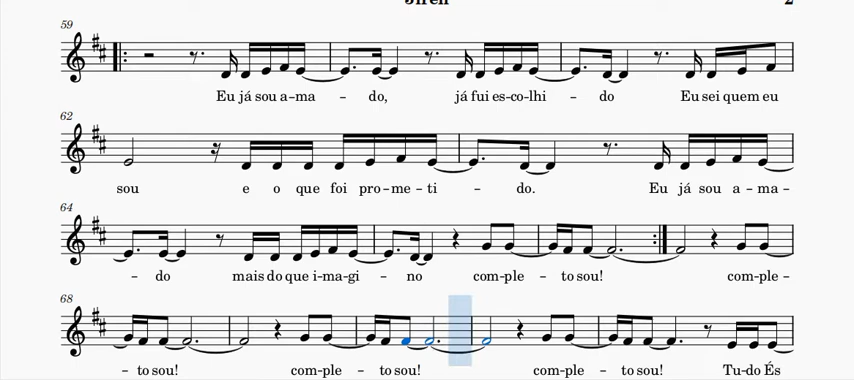 Siren 2
59
Eu já sou a-ma - do, já fui es-co-lhi - do Eu sei quem eu
62
sou e o que foi pro-me-ti - do. Eu já sou a-ma-
64
- do mais do que i-ma-gi - no com-ple - to sou! com-ple -
68
- to sou! com-ple - to sou! com-ple - to sou! Tu-do És